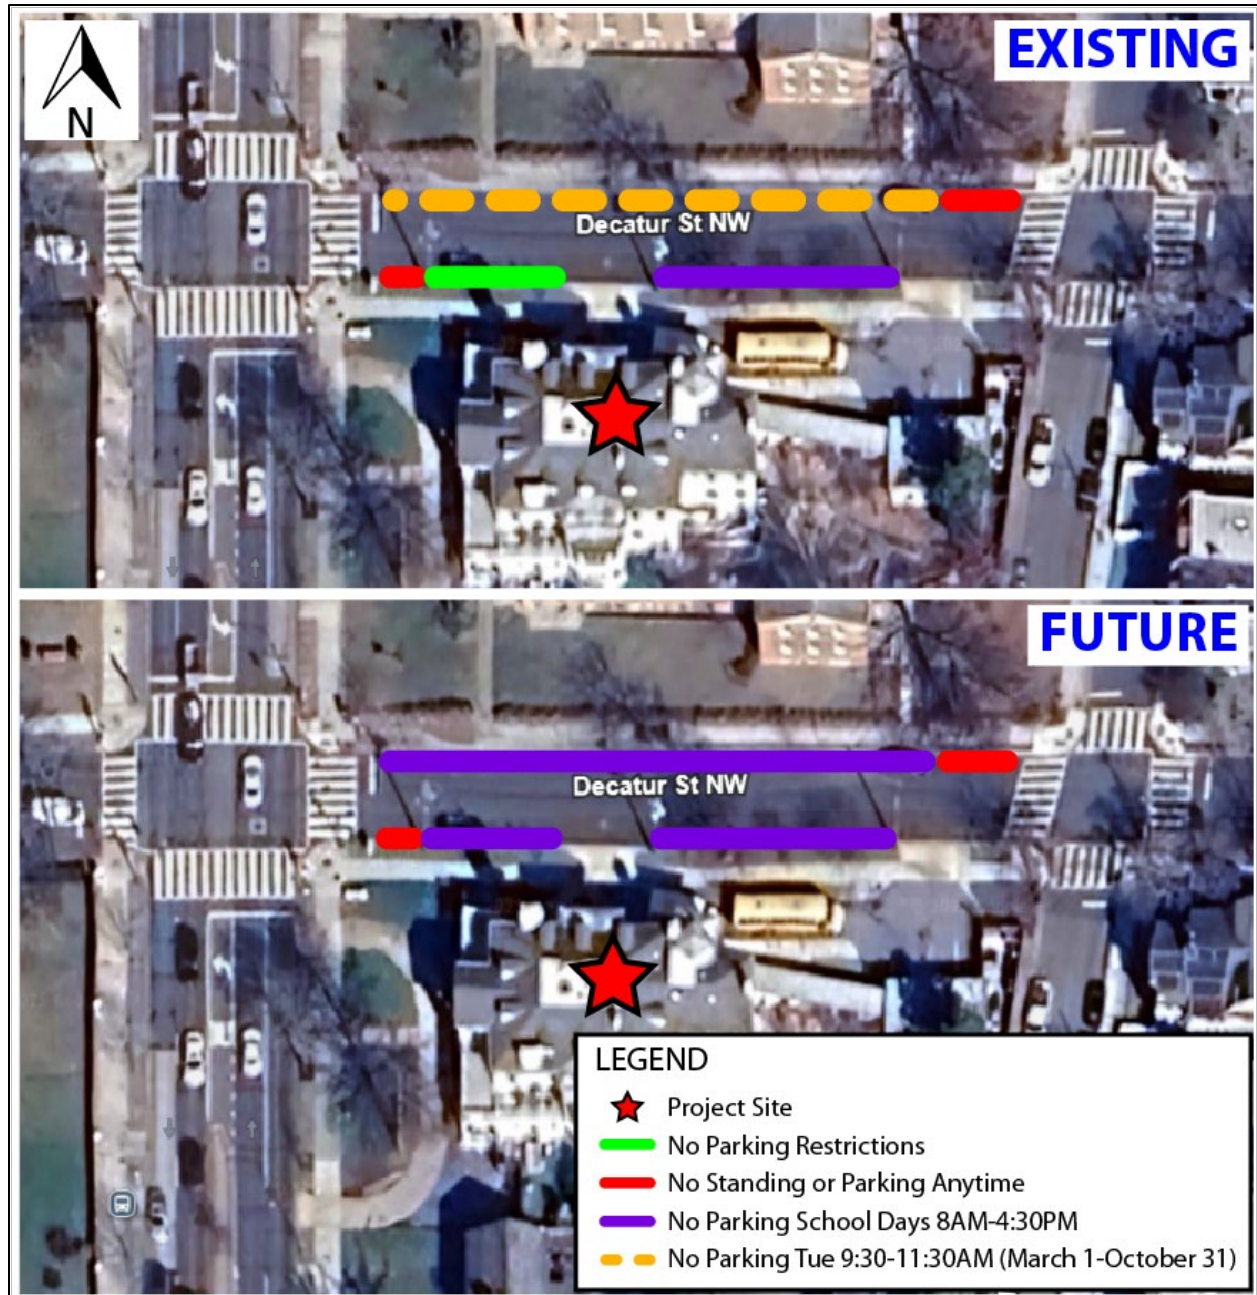 EXISTING
N
Decatur St NW
FUTURE
Decatur St NW
LEGEND
Project Site
No Parking Restrictions
No Standing or Parking Anytime
No Parking School Days 8AM-4:30PM
No Parking Tue 9:30-11:30AM (March 1-October 31)